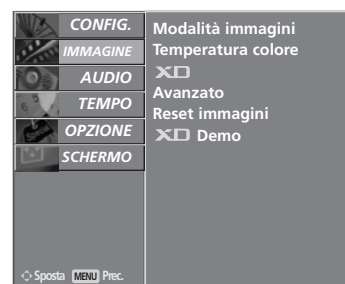 CONFIG.
IMMAGINE
AUDIO
TEMPO
OPZIONE
SCHERMO
Modalità immagini
Temperatura colore
XD
Avanzato
Reset immagini
XD Demo
Sposta MENU Prec.